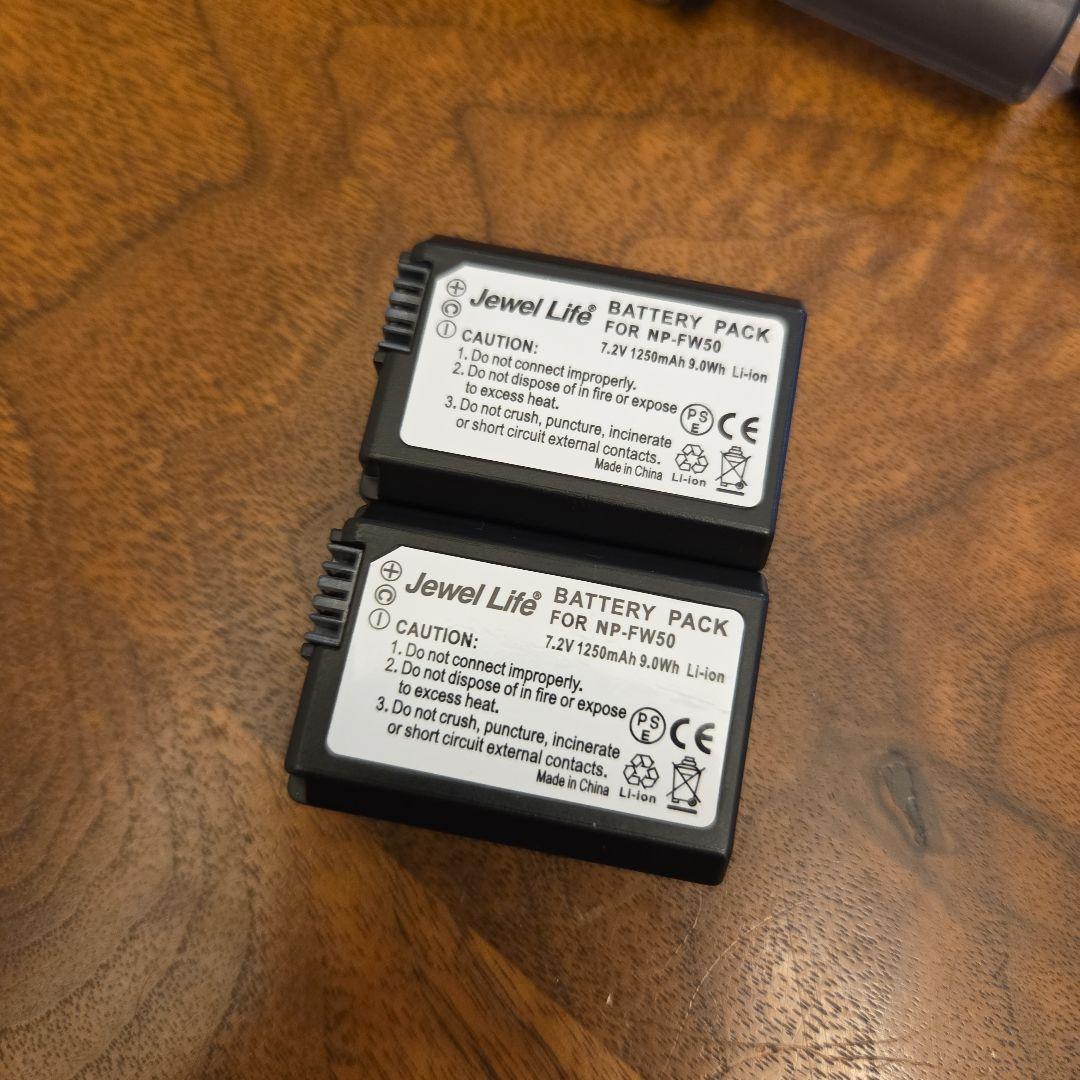 Jewel Life® BATTERY PACK
FOR NP-FW50
7.2V 1250mAh 9.0Wh Li-ion
+
C
−
CAUTION:
1. Do not connect improperly.
2. Do not dispose of in fire or expose
to excess heat.
3. Do not crush, puncture, incinerate
or short circuit external contacts.
Made in China
PS
E
CE
Li-ion
Jewel Life® BATTERY PACK
FOR NP-FW50
7.2V 1250mAh 9.0Wh Li-ion
+
C
−
CAUTION:
1. Do not connect improperly.
2. Do not dispose of in fire or expose
to excess heat.
3. Do not crush, puncture, incinerate
or short circuit external contacts.
Made in China
PS
E
CE
Li-ion